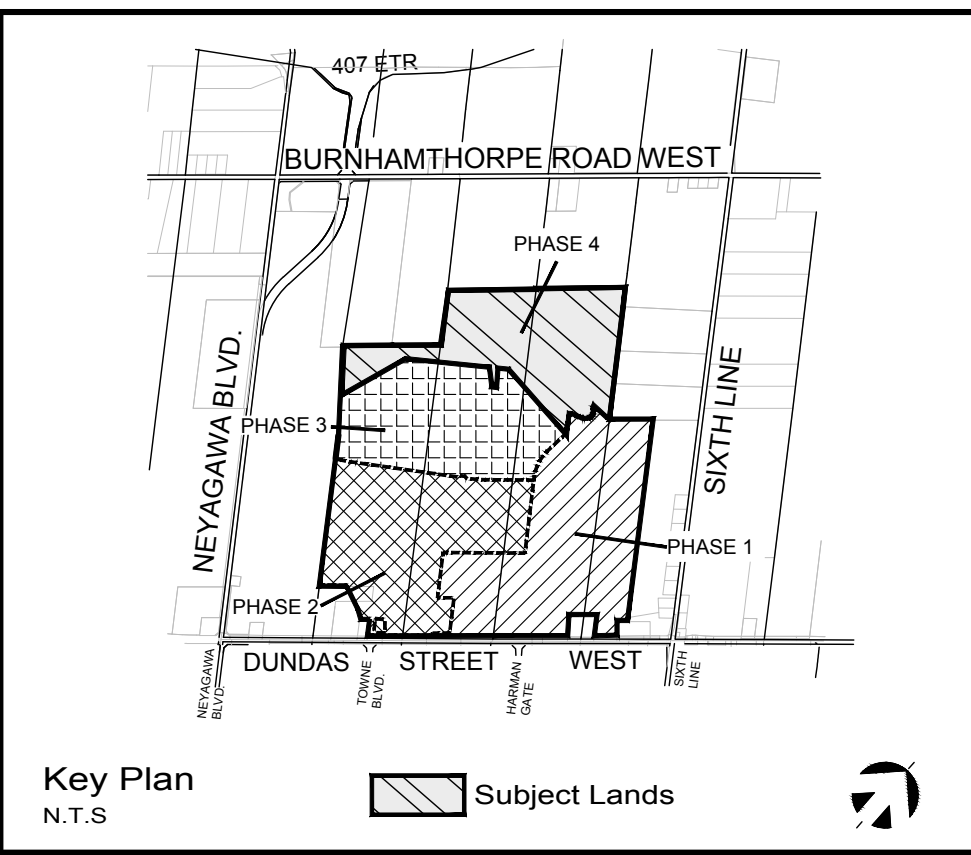 407 ETR
BURNHAMTHORPE ROAD WEST
PHASE 4
NEYAGAWA BLVD.
SIXTH LINE
PHASE 3
PHASE 1
PHASE 2
DUNDAS STREET WEST
NEYAGAWA
BLVD.
TOWNE
BLVD.
HARMAN
GATE
SIXTH
LINE
Key Plan
N.T.S
Subject Lands